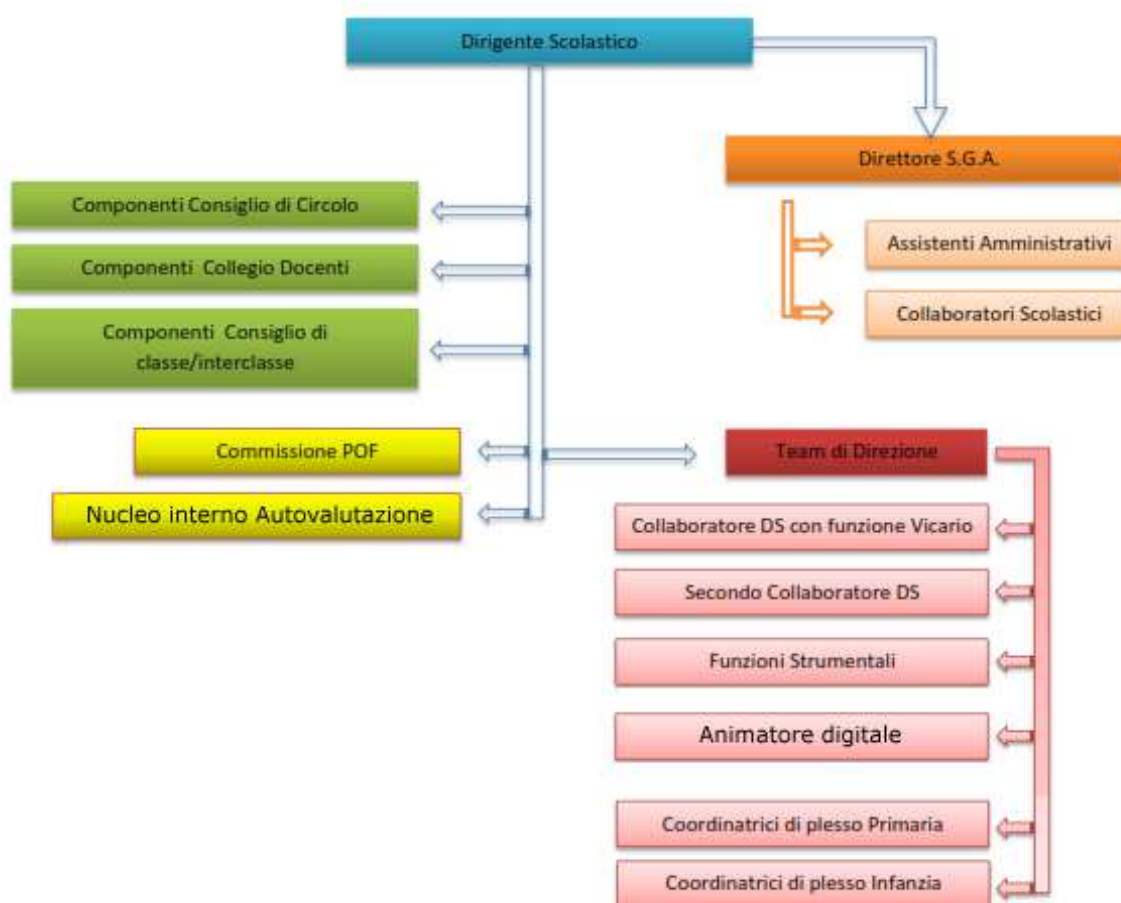 Dirigente Scolastico
Direttore S.G.A.
Componenti Consiglio di Circolo
Assistenti Amministrativi
Componenti Collegio Docenti
Collaboratori Scolastici
Componenti Consiglio di
classe/interclasse
Commissione POF
Team di Direzione
Nucleo interno Autovalutazione
Collaboratore DS con funzione Vicario
Secondo Collaboratore DS
Funzioni Strumentali
Animatore digitale
Coordinatrici di plesso Primaria
Coordinatrici di plesso Infanzia